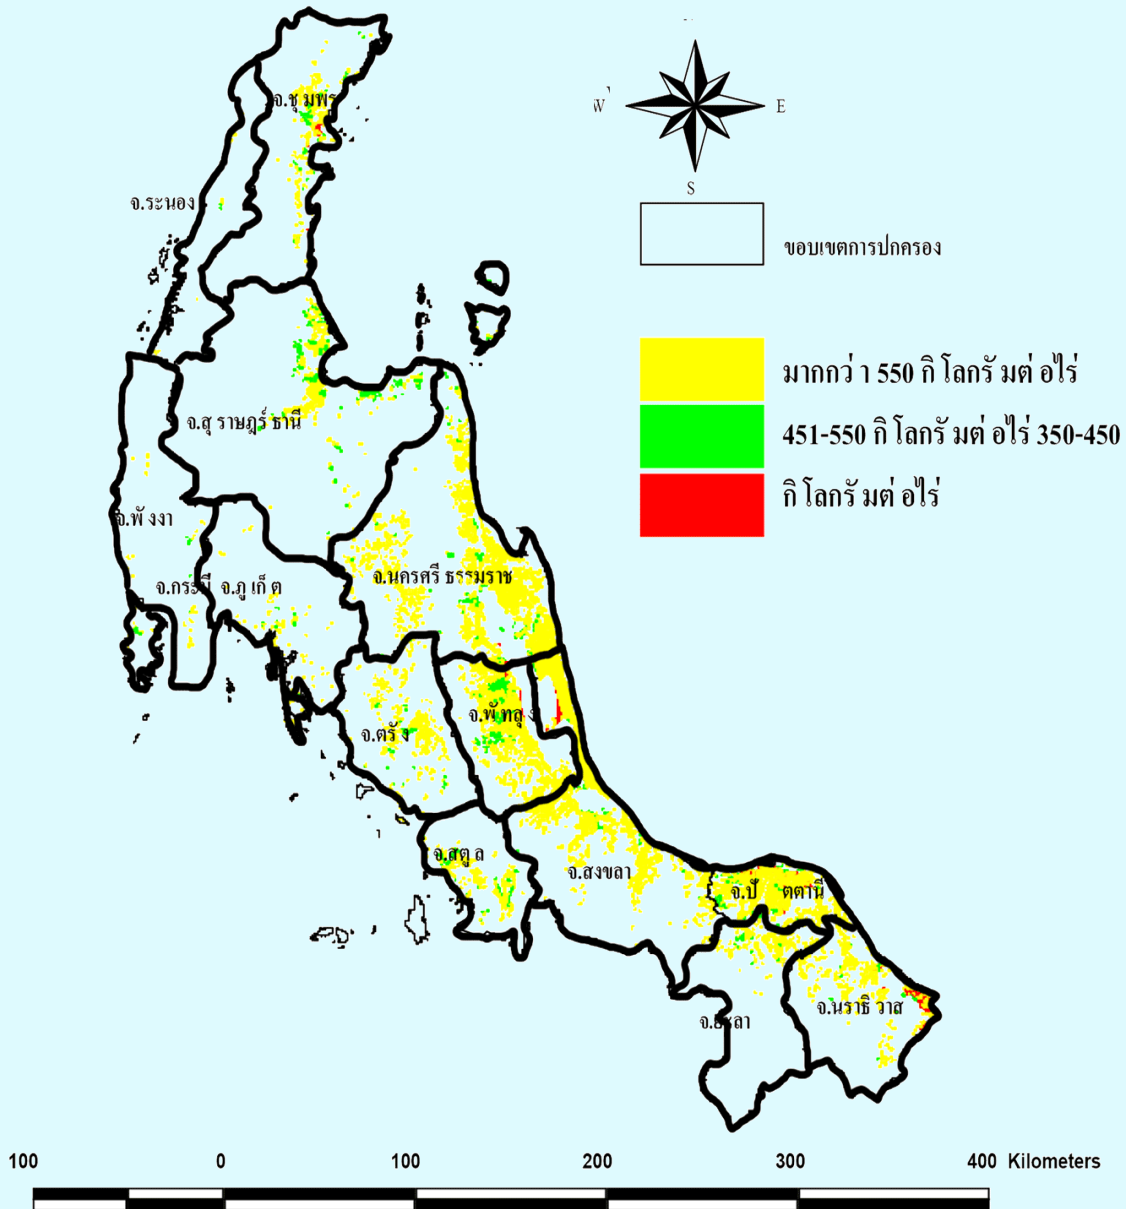 W
E
S
จ.ชุมพร
จ.ระนอง
ขอบเขตการปกครอง
มากกว่า 550 กิโลกรัมต่อไร่
451-550 กิโลกรัมต่อไร่ 350-450
กิโลกรัมต่อไร่
จ.สุราษฎร์ธานี
จ.พังงา
จ.กระบี่ จ.ภูเก็ต
จ.นครศรีธรรมราช
จ.ตรัง
จ.พัทลุง
จ.สตูล
จ.สงขลา
จ.ปัตตานี
จ.ยะลา
จ.นราธิวาส
100 0 100 200 300 400 Kilometers